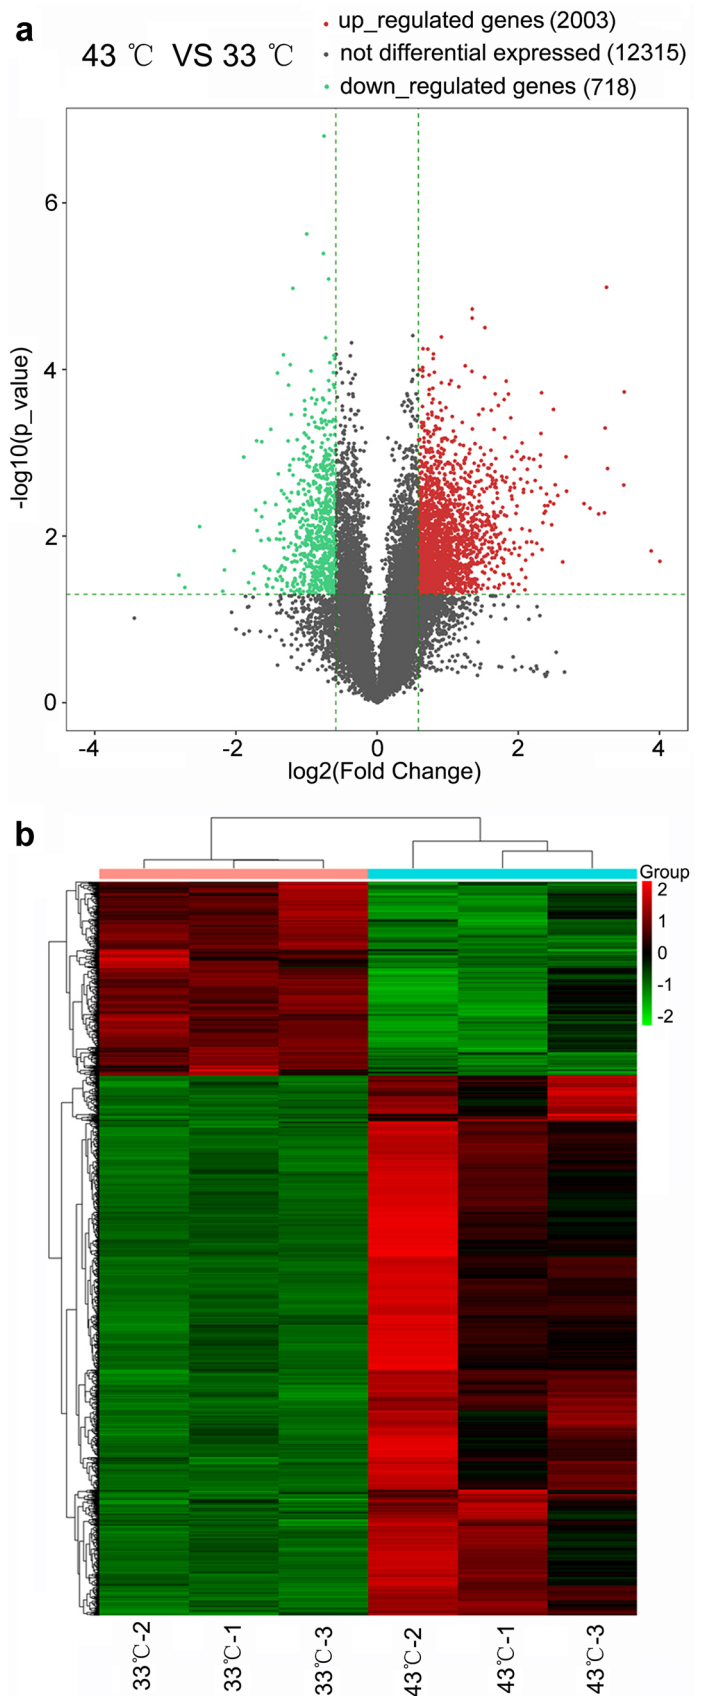 a
43 ℃ VS 33 ℃
up_regulated genes (2003)
not differential expressed (12315)
down_regulated genes (718)
-log10(p_value)
6
4
2
0
-4 -2 0 2 4
log2(Fold Change)
b
Group
2
1
0
-1
-2
33℃-2
33℃-1
33℃-3
43℃-2
43℃-1
43℃-3